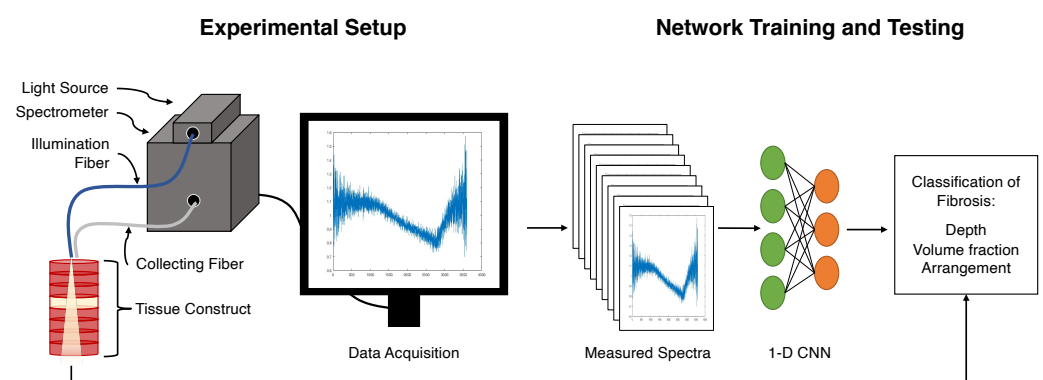 Experimental Setup
Network Training and Testing
Light Source
Spectrometer
Illumination
Fiber
Collecting Fiber
Tissue Construct
Data Acquisition
Measured Spectra
1-D CNN
Classification of
Fibrosis:
Depth
Volume fraction
Arrangement